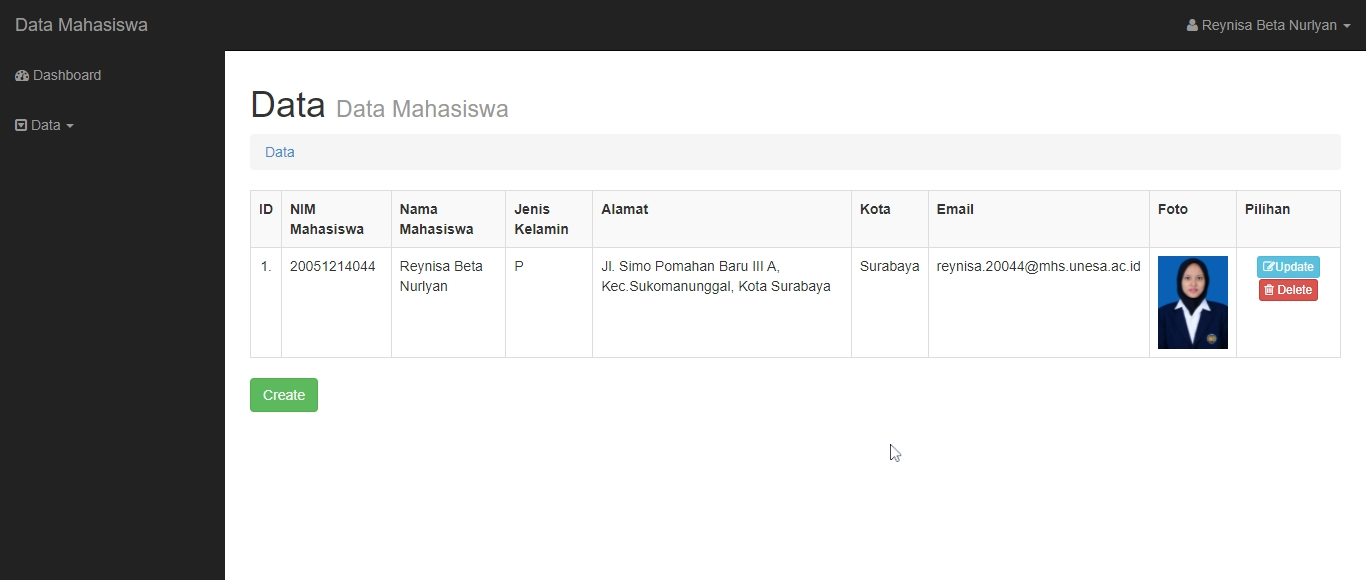 Data Mahasiswa
Reynisa Beta Nurlyan
Dashboard
Data
Data Data Mahasiswa
Data
ID NIM Mahasiswa Nama Mahasiswa Jenis Kelamin Alamat Kota Email Foto Pilihan
1. 20051214044 Reynisa Beta Nurlyan P Jl. Simo Pomahan Baru III A, Kec.Sukomanunggal, Kota Surabaya Surabaya reynisa.20044@mhs.unesa.ac.id Update
Delete
Create